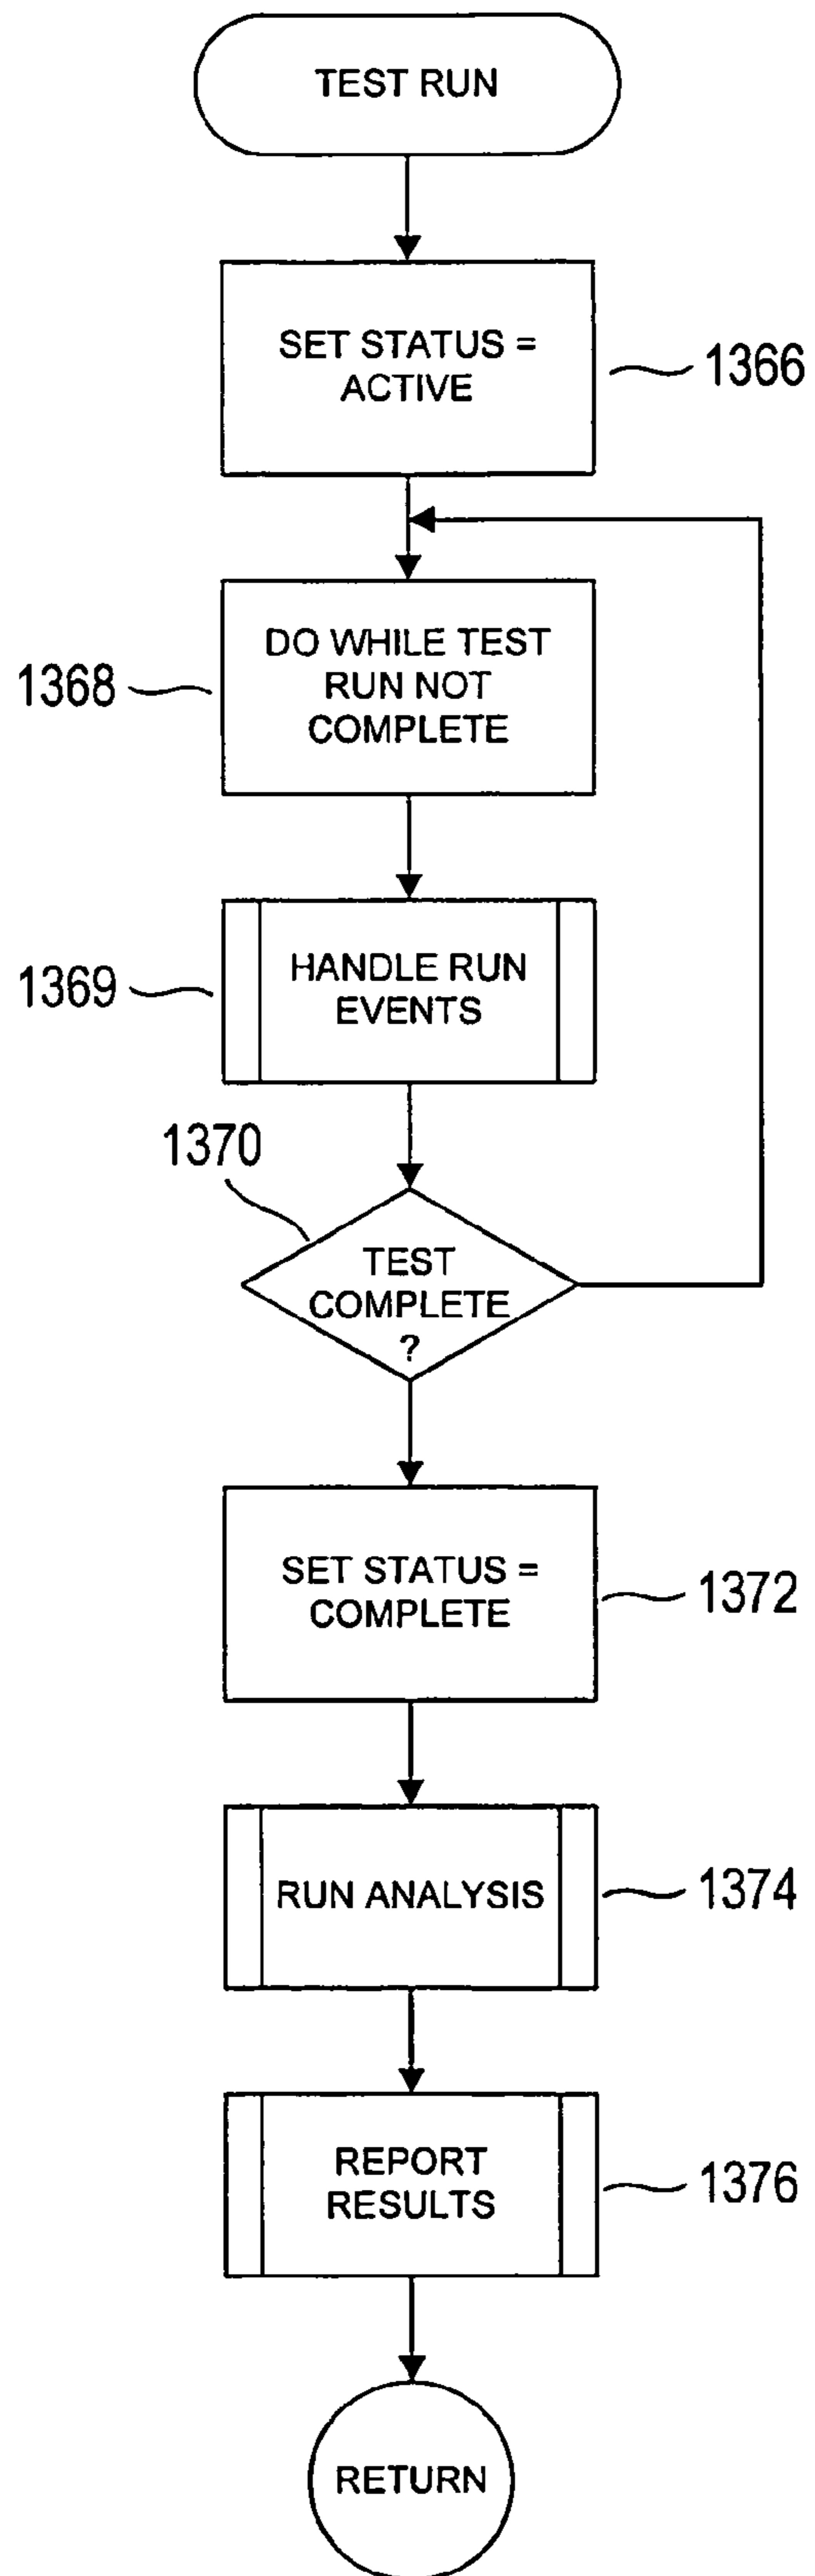 TEST RUN
SET STATUS =
ACTIVE
1366
DO WHILE TEST
RUN NOT
COMPLETE
1368
HANDLE RUN
EVENTS
1369
1370
TEST
COMPLETE
?
SET STATUS =
COMPLETE
1372
RUN ANALYSIS
1374
REPORT
RESULTS
1376
RETURN